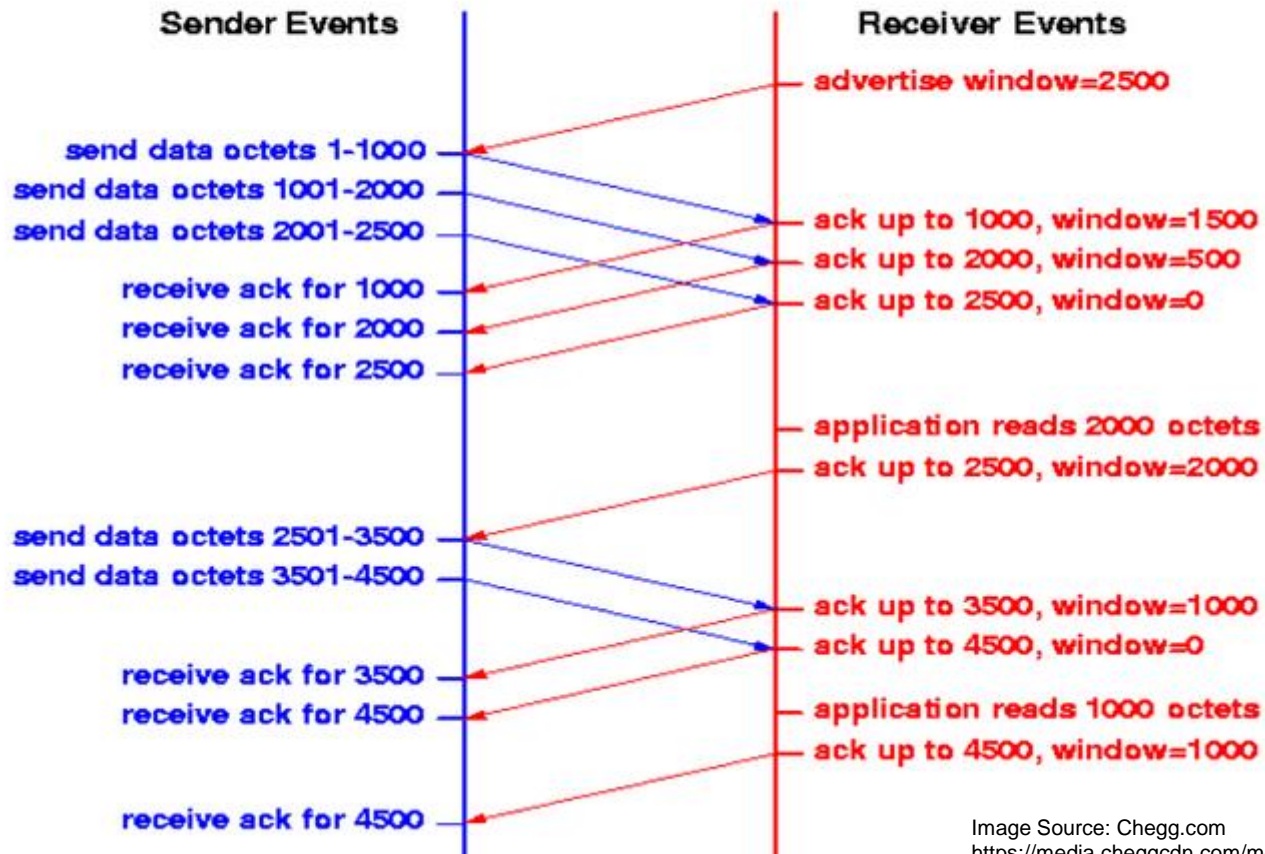 Sender Events
Receiver Events
advertise window=2500
send data octets 1-1000
send data octets 1001-2000
send data octets 2001-2500
ack up to 1000, window=1500
ack up to 2000, window=500
ack up to 2500, window=0
receive ack for 1000
receive ack for 2000
receive ack for 2500
application reads 2000 octets
ack up to 2500, window=2000
send data octets 2501-3500
send data octets 3501-4500
ack up to 3500, window=1000
ack up to 4500, window=0
receive ack for 3500
receive ack for 4500
application reads 1000 octets
ack up to 4500, window=1000
receive ack for 4500
Image Source: Chegg.com
https://media.cheggcdn.com/m